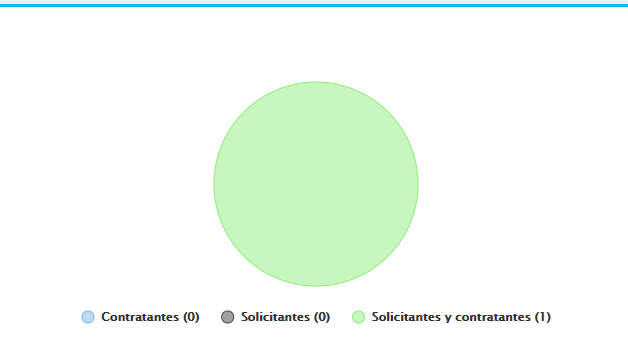 Contratantes (0) Solicitantes (0) Solicitantes y contratantes (1)